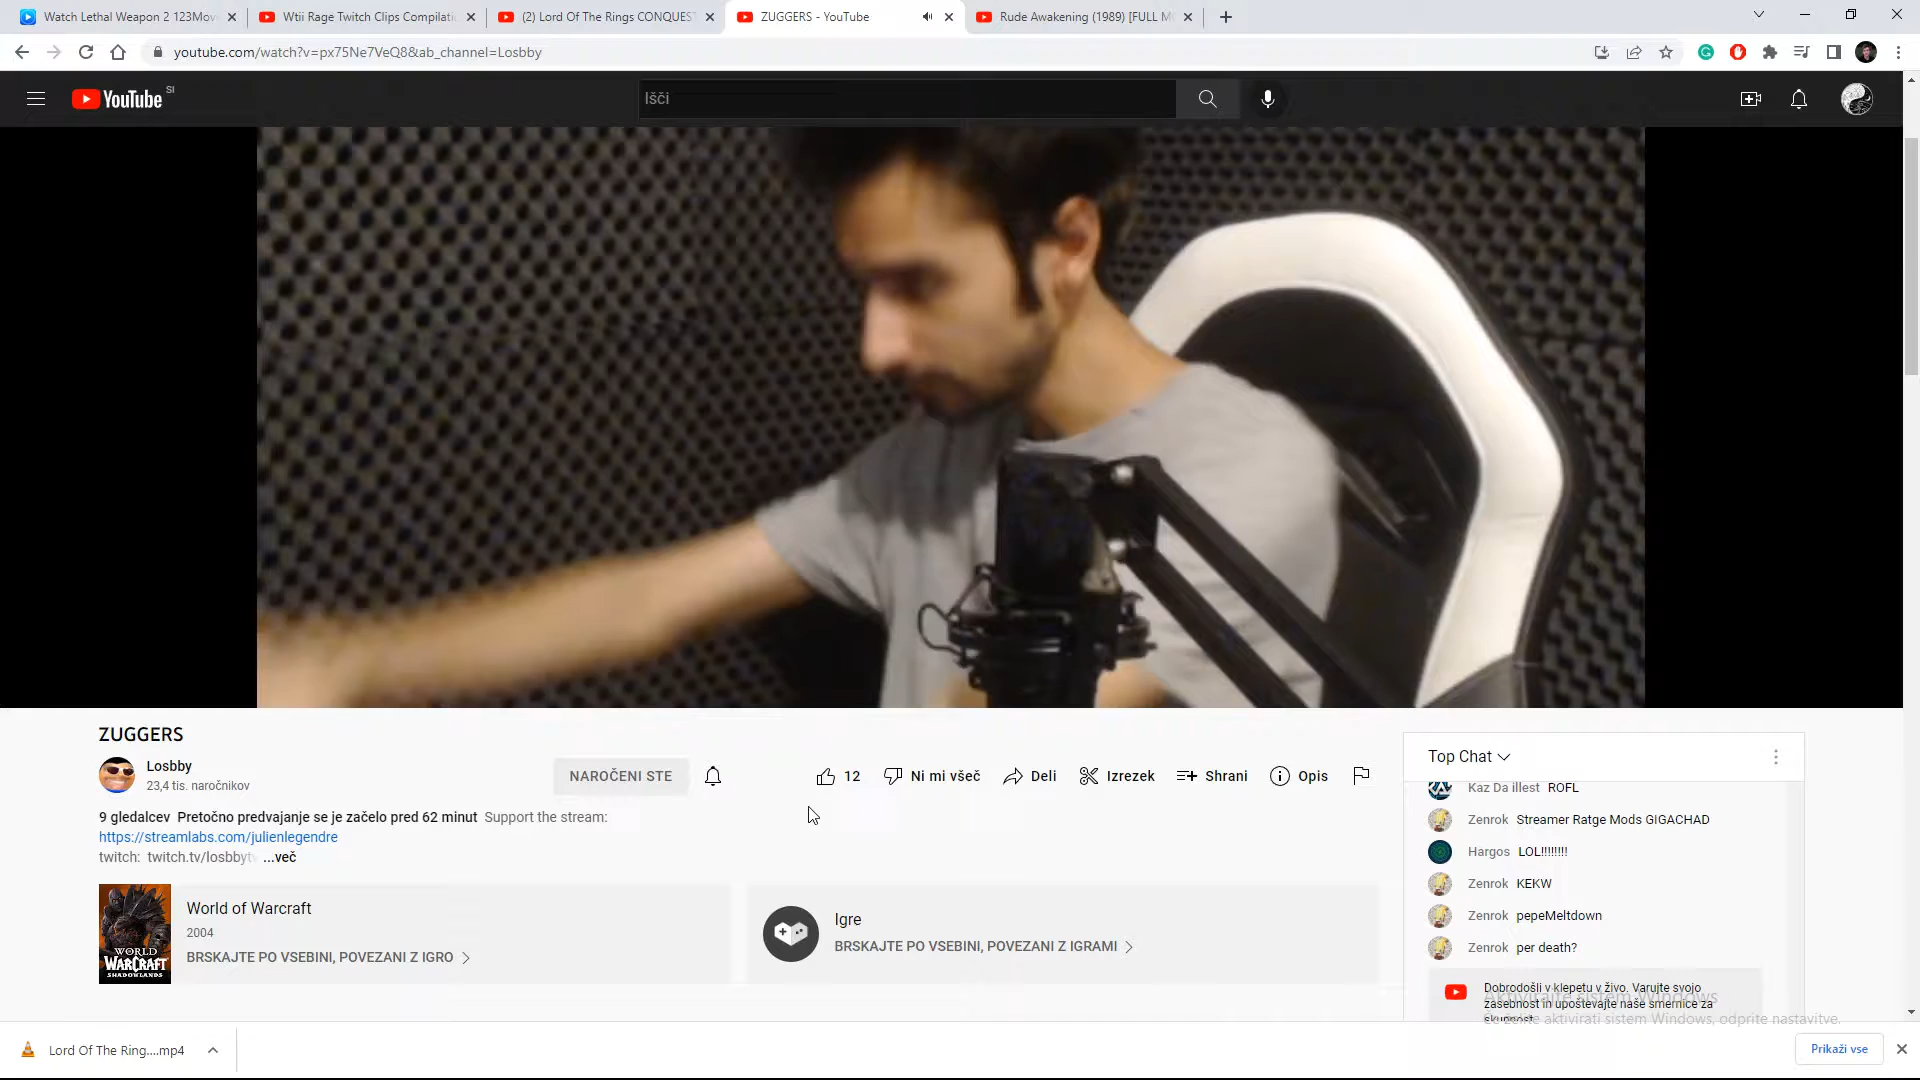 Watch Lethal Weapon 2 123Mov
Wtii Rage Twitch Clips Compilati
(2) Lord Of The Rings CONQUEST
ZUGGERS - YouTube
Rude Awakening (1989) [FULL M
youtube.com/watch?v=px75Ne7VeQ8&ab_channel=Losbby
YouTube SI
Išči
ZUGGERS
Losbby
23,4 tis. naročnikov
NAROČENI STE
12
Ni mi všeč
Deli
Izrezek
Shrani
Opis
9 gledalcev Pretočno predvajanje se je začelo pred 62 minut Support the stream:
https://streamlabs.com/julienlegendre
twitch: twitch.tv/losbbytv ...več
WORLD
WARCRAFT
SHADOWLANDS
World of Warcraft
2004
BRSKAJTE PO VSEBINI, POVEZANI Z IGRO
Igre
BRSKAJTE PO VSEBINI, POVEZANI Z IGRAMI
Top Chat
Kaz Da illest ROFL
Zenrok Streamer Ratge Mods GIGACHAD
Hargos LOL!!!!!!!!
Zenrok KEKW
Zenrok pepeMeltdown
Zenrok per death?
Dobrodošli v klepetu v živo. Varujte svojo
zasebnost in upoštevajte naše smernice za
skupnost
Aktivirajte sistem Windows
Če želite aktivirati sistem Windows, odprite nastavitve.
Lord Of The Ring....mp4
Prikaži vse